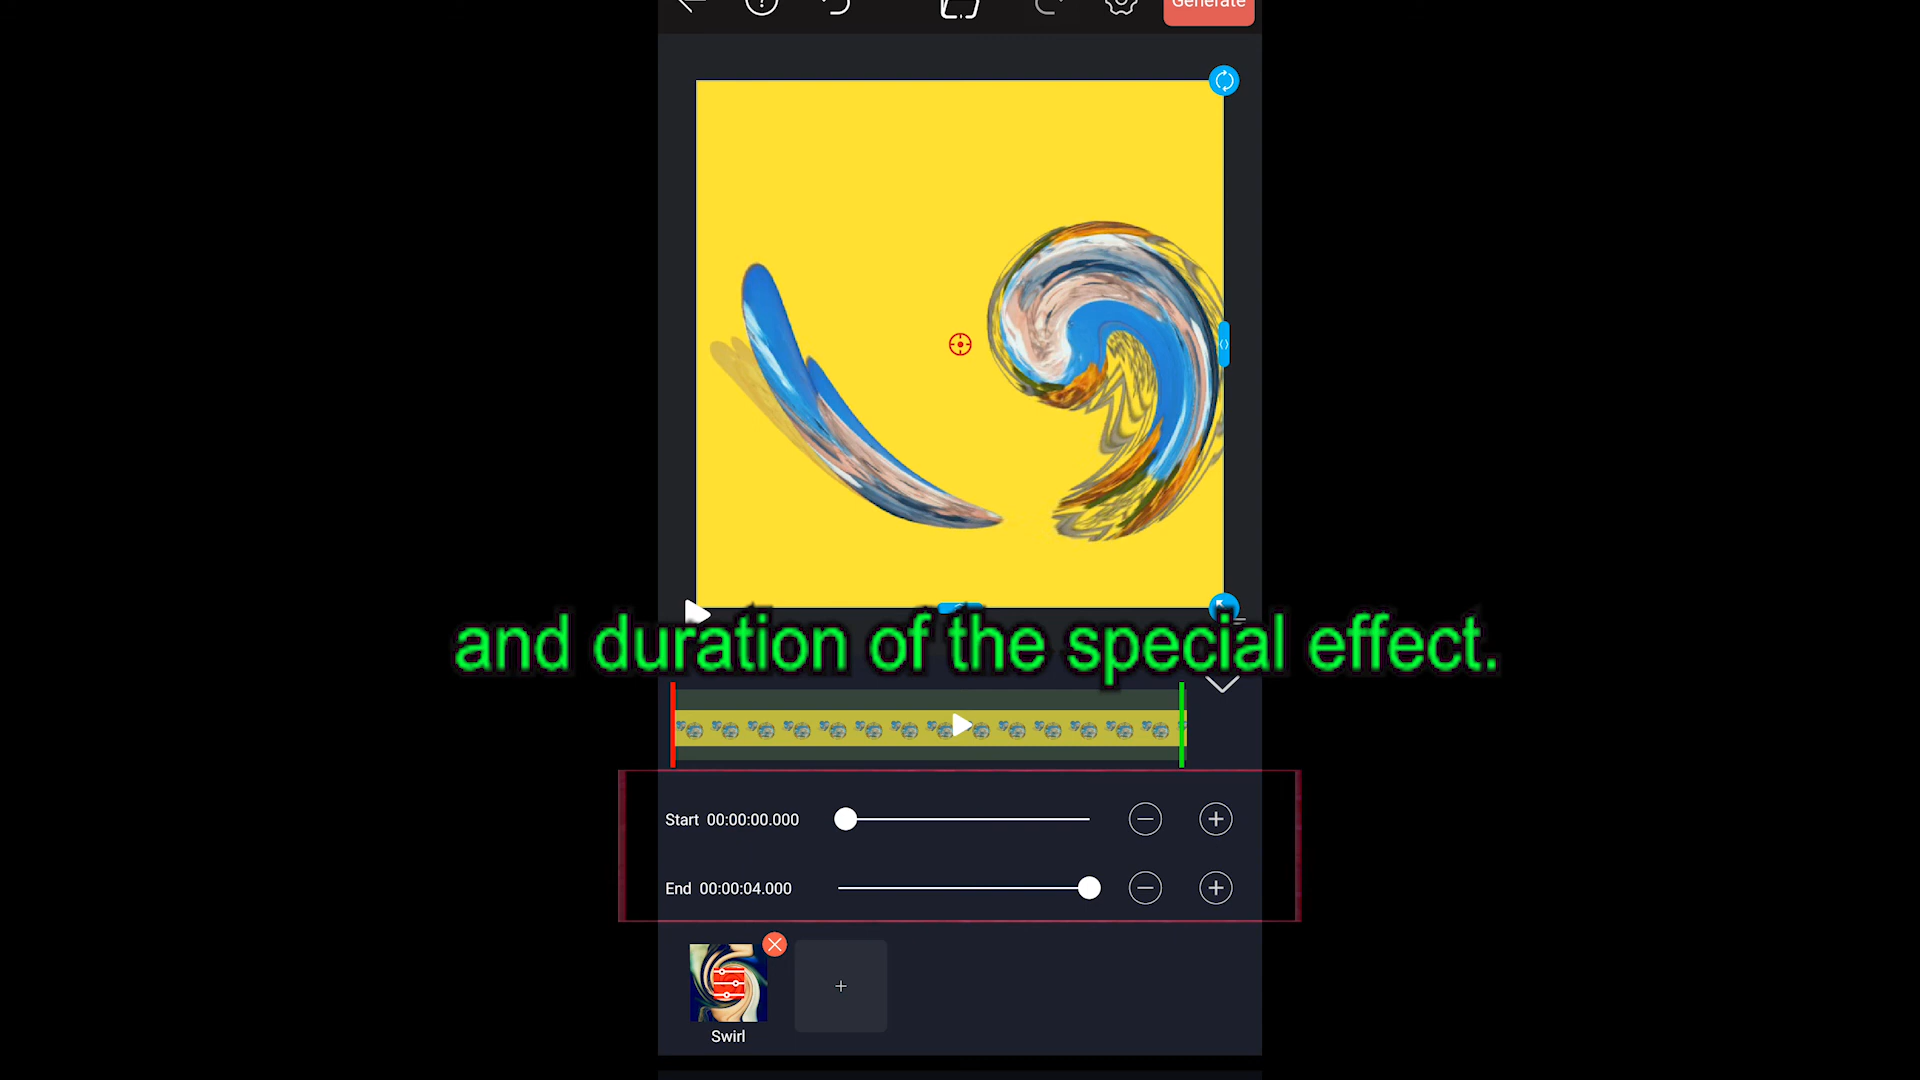 Generate
and duration of the special effect.
Start 00:00:00.000
End 00:00:04.000
Swirl